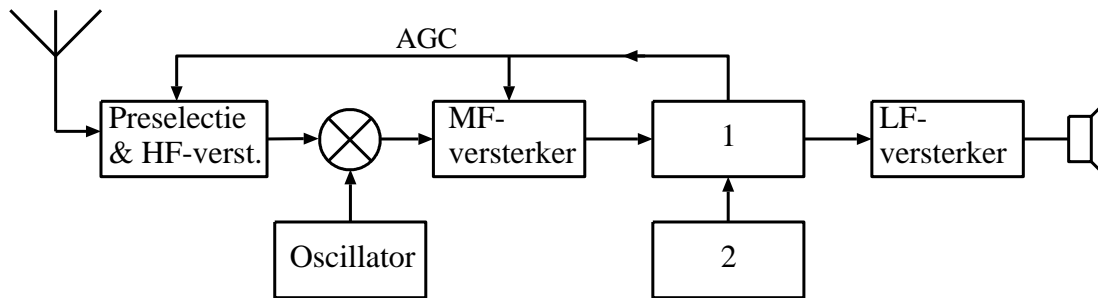 AGC
Preselectie
& HF-verst.
MF-
versterker
1
LF-
versterker
Oscillator
2